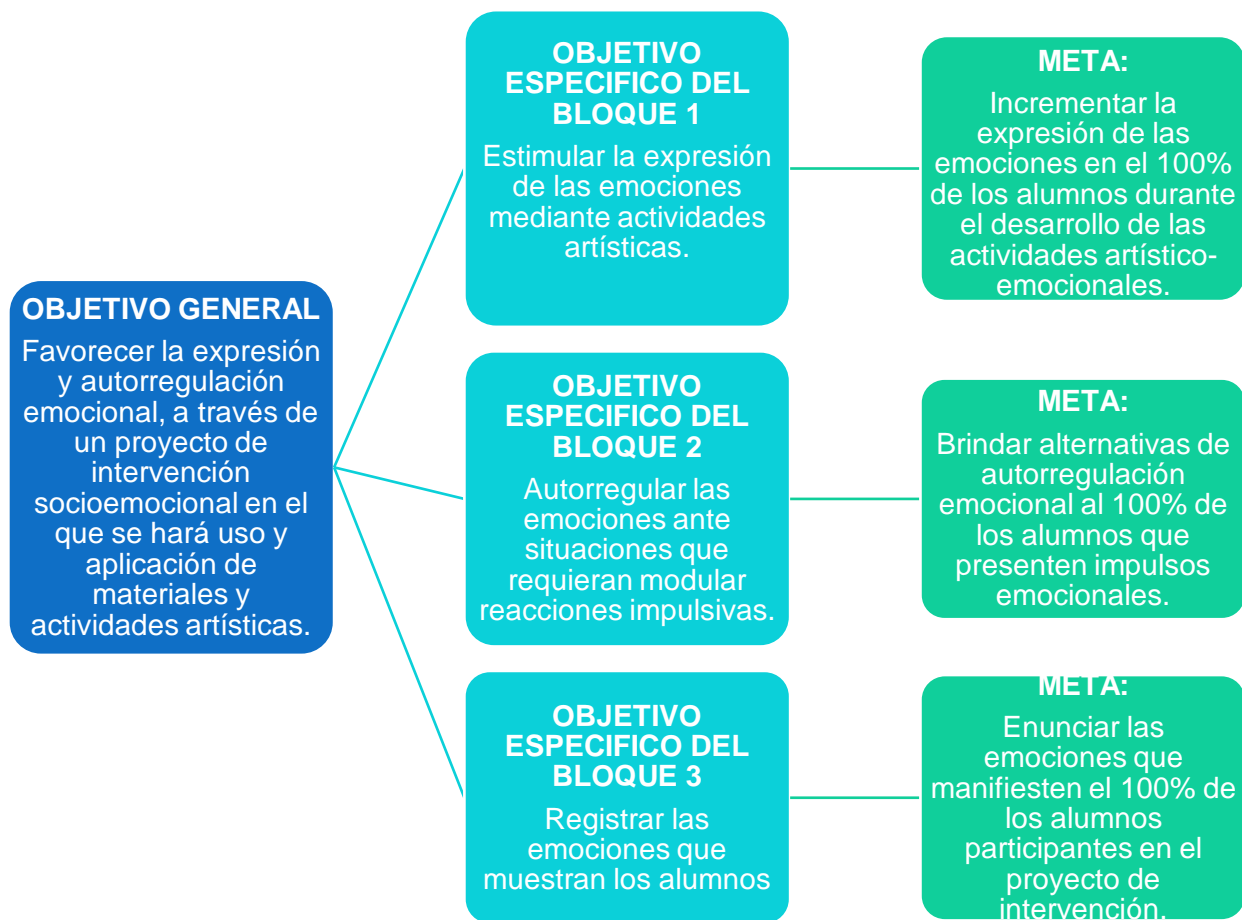 OBJETIVO GENERAL
Favorecer la expresión
y autorregulación
emocional, a través de
un proyecto de
intervención
socioemocional en el
que se hará uso y
aplicación de
materiales y
actividades artísticas.
OBJETIVO
ESPECIFICO DEL
BLOQUE 1
Estimular la expresión
de las emociones
mediante actividades
artísticas.
META:
Incrementar la
expresión de las
emociones en el 100%
de los alumnos durante
el desarrollo de las
actividades artístico-
emocionales.
OBJETIVO
ESPECIFICO DEL
BLOQUE 2
Autorregular las
emociones ante
situaciones que
requieran modular
reacciones impulsivas.
META:
Brindar alternativas de
autorregulación
emocional al 100% de
los alumnos que
presenten impulsos
emocionales.
OBJETIVO
ESPECIFICO DEL
BLOQUE 3
Registrar las
emociones que
muestran los alumnos
META:
Enunciar las
emociones que
manifiesten el 100% de
los alumnos
participantes en el
proyecto de
intervención.